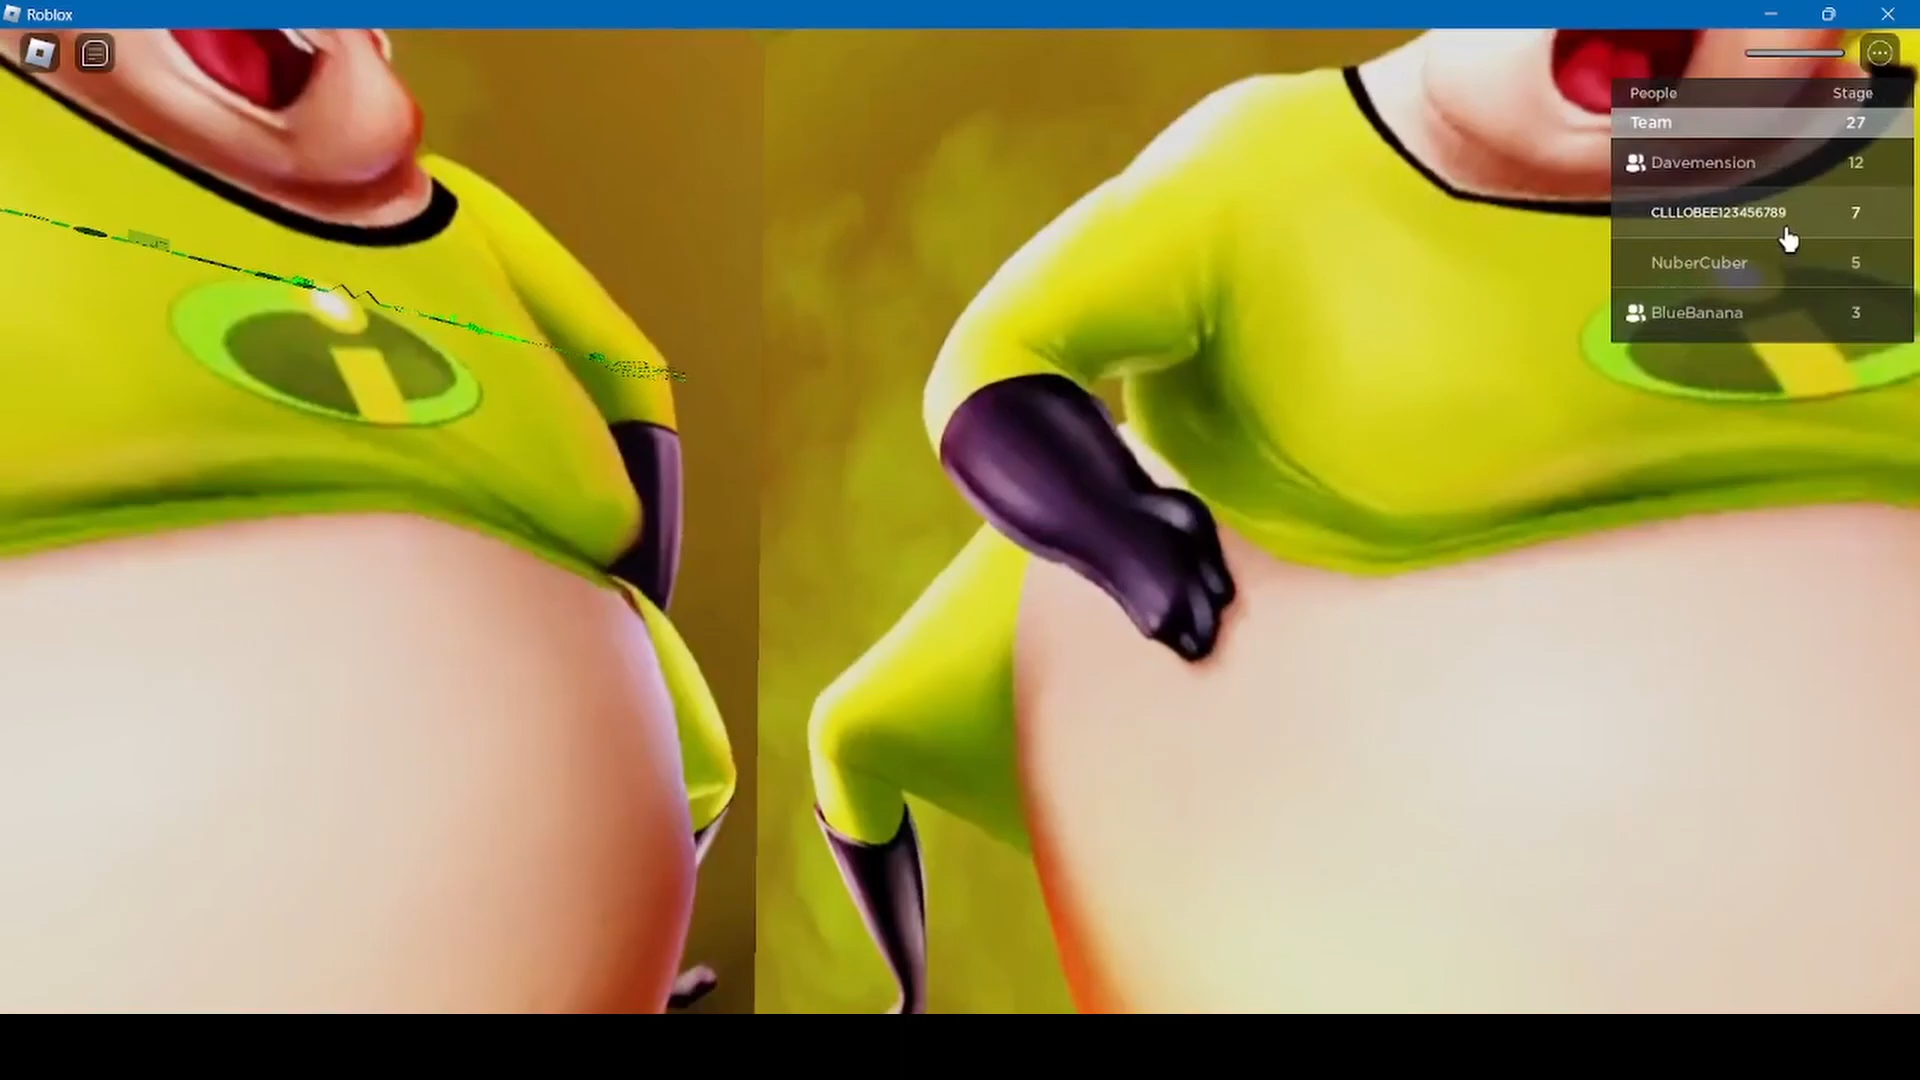 Roblox
People Stage
Team 27
Davemension 12
CLLLOBEE123456789 7
NuberCuber 5
BlueBanana 3